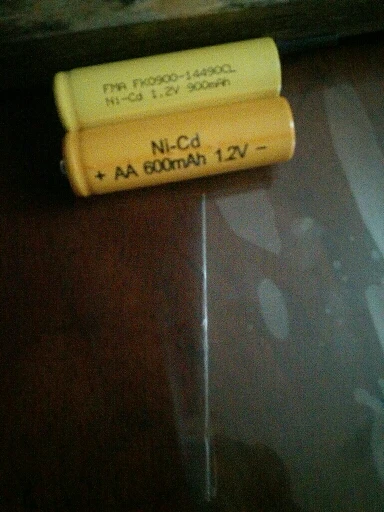 FMA FK0900-14490CL
Ni-Cd 1.2V 900mAh
Ni-Cd
+ AA 600mAh 1.2V -